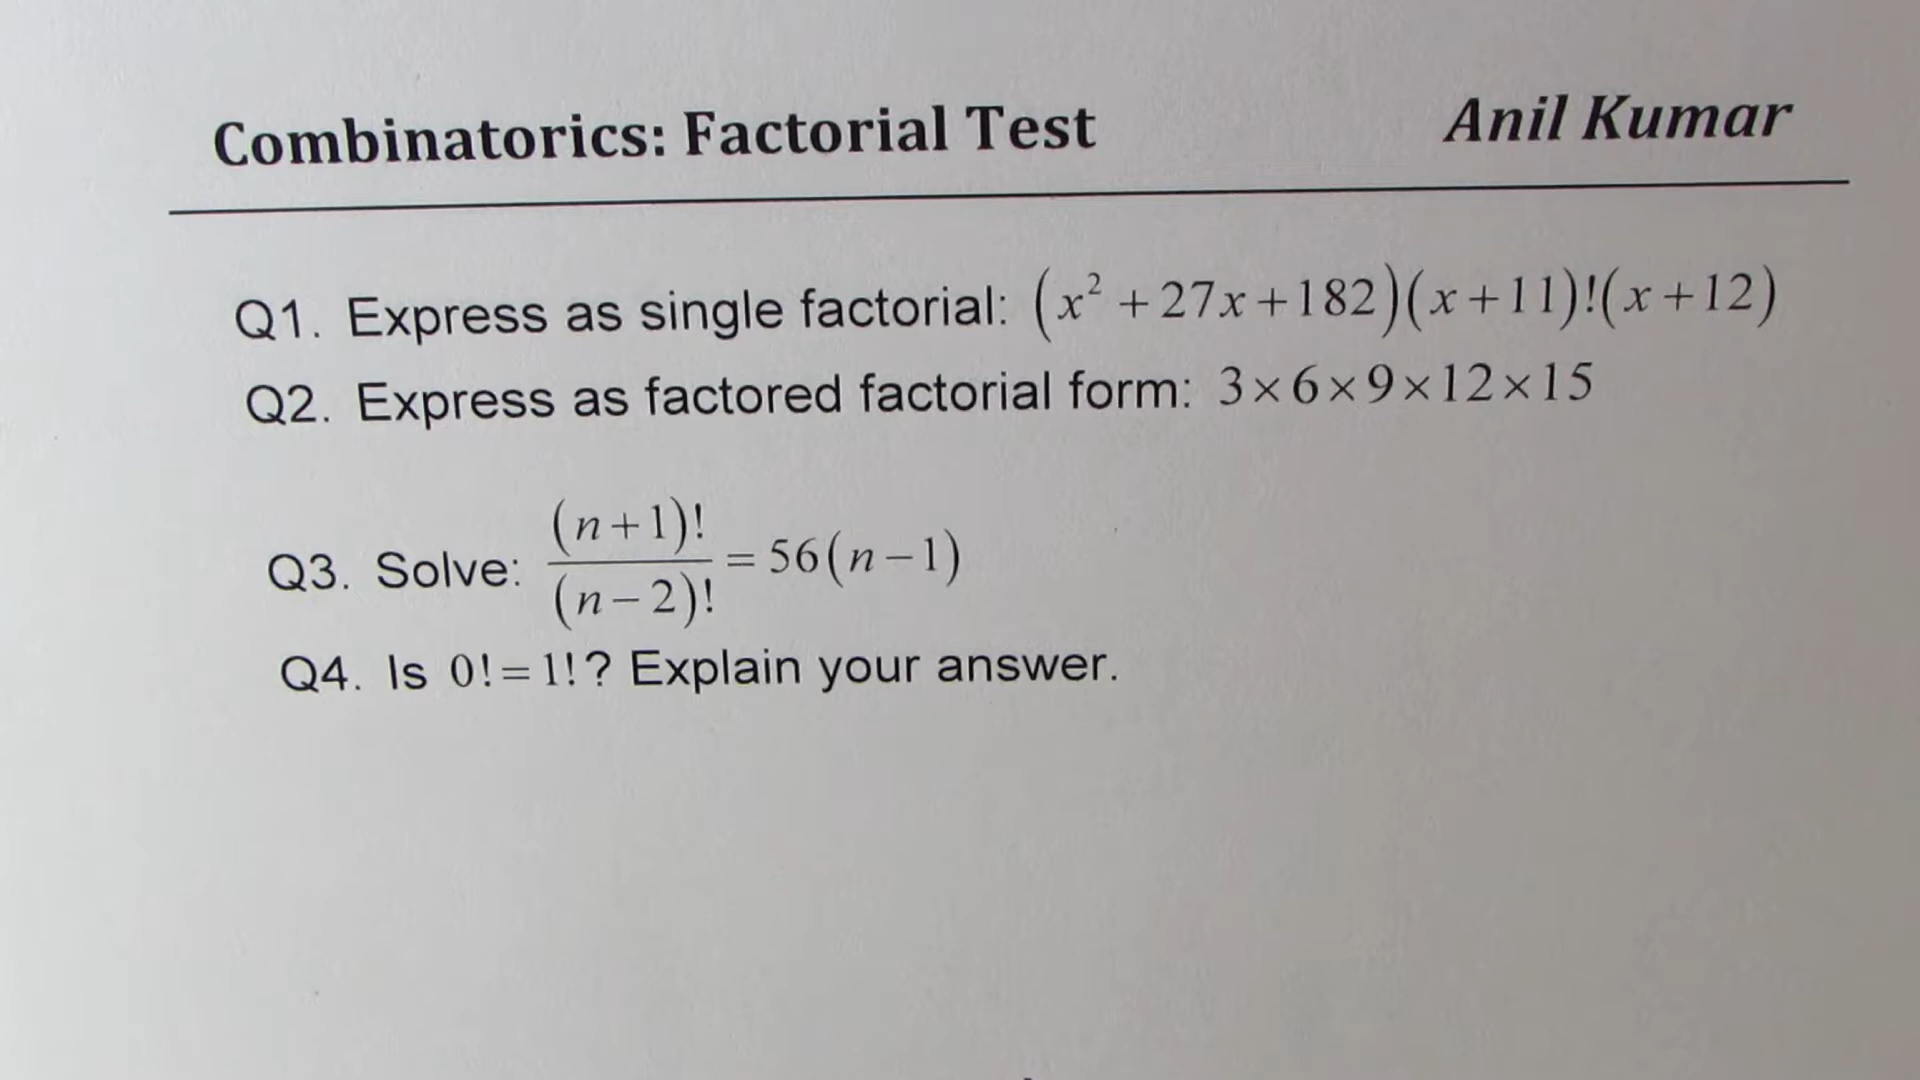 Combinatorics: Factorial Test Anil Kumar
Q1. Express as single factorial: (x² + 27x + 182)(x + 11)!(x + 12)
Q2. Express as factored factorial form: 3 × 6 × 9 × 12 × 15
Q3. Solve: (n + 1)! / (n − 2)! = 56(n − 1)
Q4. Is 0! = 1!? Explain your answer.